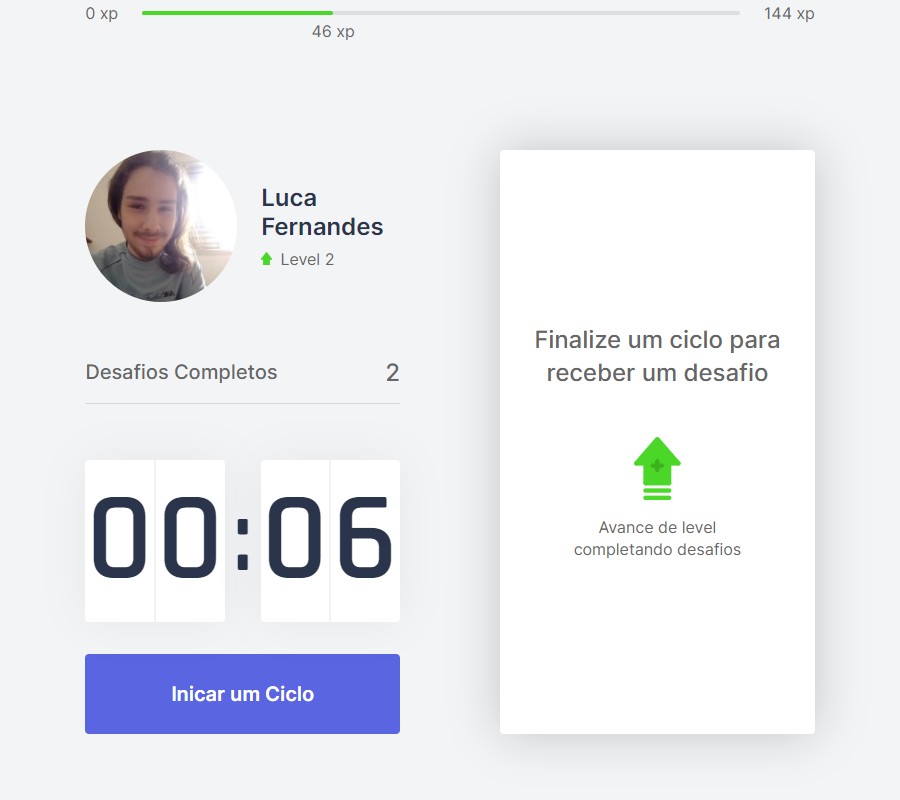 0 xp
144 xp
46 xp
Luca
Fernandes
Level 2
Desafios Completos 2
00:06
Inicar um Ciclo
Finalize um ciclo para
receber um desafio
Avance de level
completando desafios